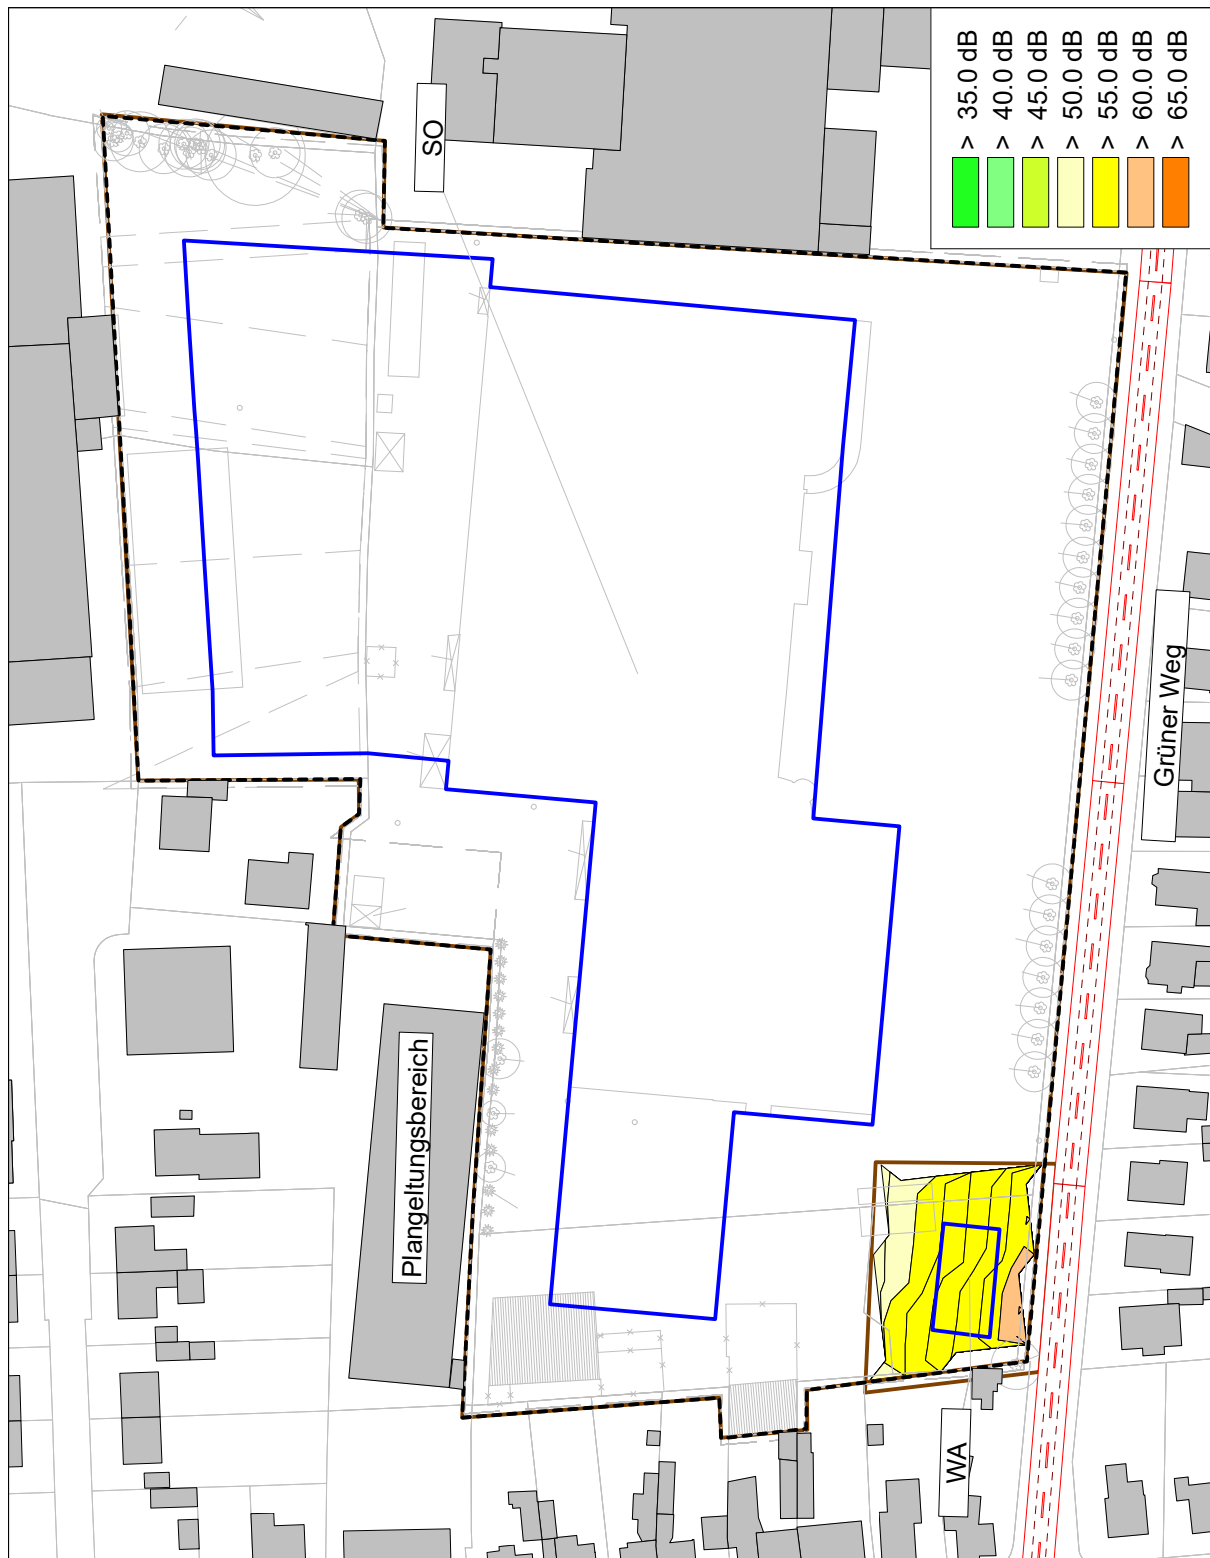 SO
> 35.0 dB
> 40.0 dB
> 45.0 dB
> 50.0 dB
> 55.0 dB
> 60.0 dB
> 65.0 dB
Grüner Weg
Plangeltungsbereich
WA